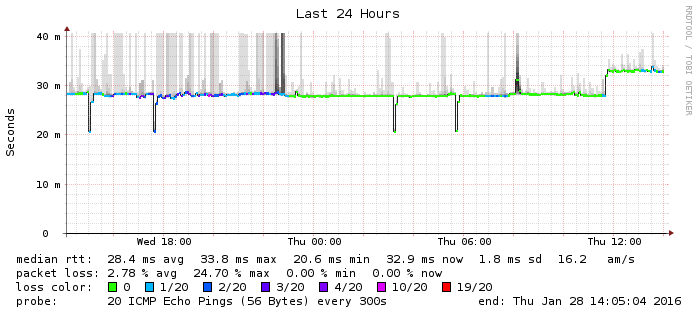 Last 24 Hours
RRDTOOL / TOBI OETIKER
Seconds
40 m
30 m
20 m
10 m
0
Wed 18:00 Thu 00:00 Thu 06:00 Thu 12:00
median rtt: 28.4 ms avg 33.8 ms max 20.6 ms min 32.9 ms now 1.8 ms sd 16.2 am/s
packet loss: 2.78 % avg 24.70 % max 0.00 % min 0.00 % now
loss color: 0 1/20 2/20 3/20 4/20 10/20 19/20
probe: 20 ICMP Echo Pings (56 Bytes) every 300s end: Thu Jan 28 14:05:04 2016